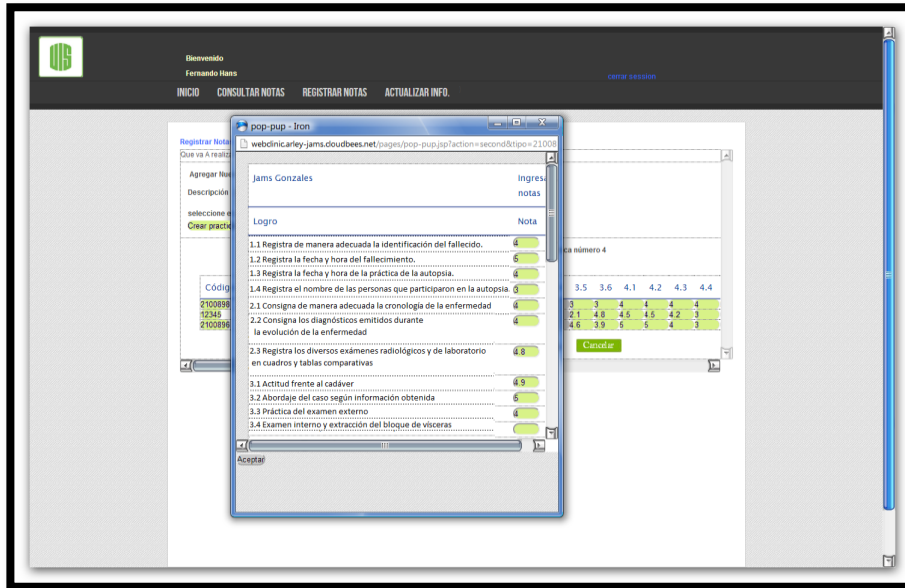 UIS
Bienvenido
Fernando Hans
cerrar session
INICIO CONSULTAR NOTAS REGISTRAR NOTAS ACTUALIZAR INFO.
pop-pup - Iron
webclinic.arley-jams.cloudbees.net/pages/pop-pup.jsp?action=second&tipo=21008
Registrar Nota
Que va A realiz
Agregar Nu
Descripción
seleccione e
Crear practi
Jams Gonzales Ingresa
notas
Logro Nota
1.1 Registra de manera adecuada la identificación del fallecido. 4
1.2 Registra la fecha y hora del fallecimiento. 5
1.3 Registra la fecha y hora de la práctica de la autopsia. 4
1.4 Registra el nombre de las personas que participaron en la autopsia. 3
2.1 Consigna de manera adecuada la cronología de la enfermedad 4
2.2 Consigna los diagnósticos emitidos durante 4
la evolución de la enfermedad
2.3 Registra los diversos exámenes radiológicos y de laboratorio 4.8
en cuadros y tablas comparativas
3.1 Actitud frente al cadáver 4.9
3.2 Abordaje del caso según información obtenida 5
3.3 Práctica del examen externo 4
3.4 Examen interno y extracción del bloque de vísceras
Aceptar
ica número 4
Códig 3.5 3.6 4.1 4.2 4.3 4.4
2100898 3 3 4 4 4 4
12345 2.1 4.8 4.5 4.5 4.2 3
2100896 4.6 3.9 5 5 4 3
Cancelar